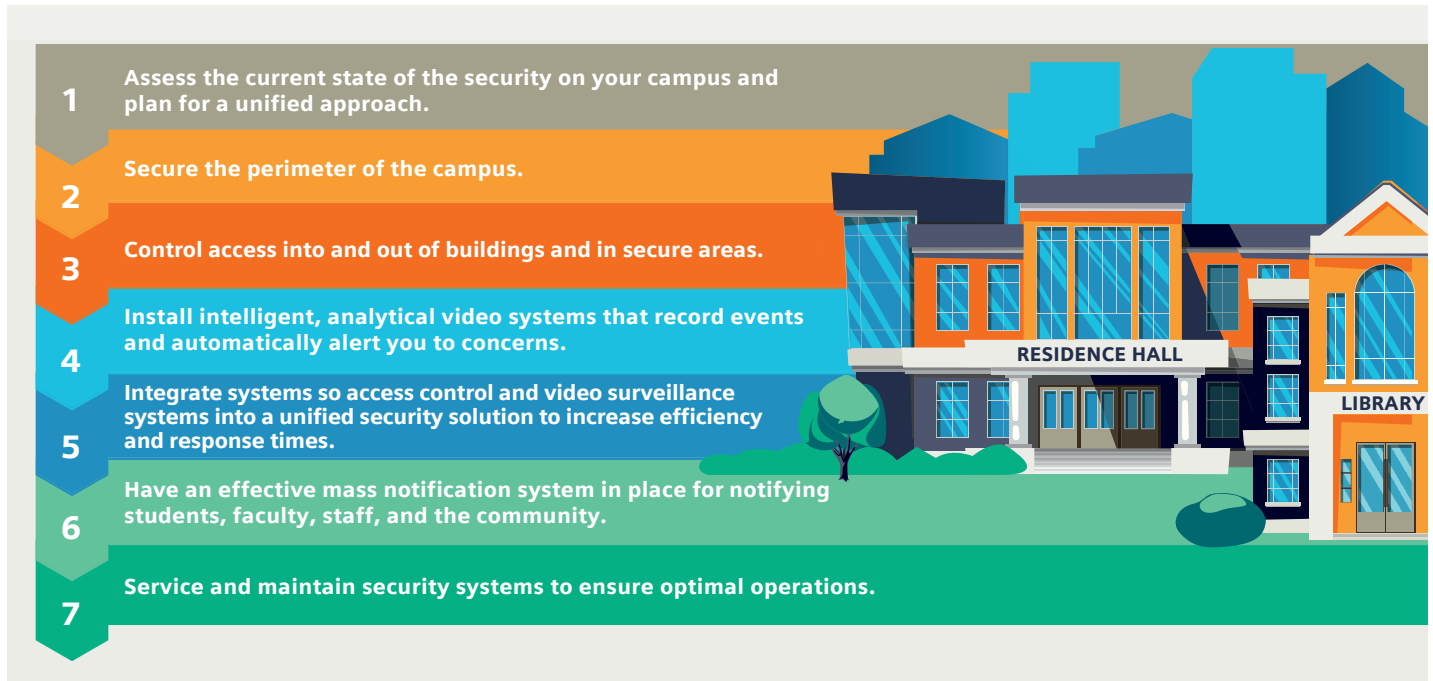 1
Assess the current state of the security on your campus and
plan for a unified approach.
2
Secure the perimeter of the campus.
3
Control access into and out of buildings and in secure areas.
4
Install intelligent, analytical video systems that record events
and automatically alert you to concerns.
5
Integrate systems so access control and video surveillance
systems into a unified security solution to increase efficiency
and response times.
6
Have an effective mass notification system in place for notifying
students, faculty, staff, and the community.
7
Service and maintain security systems to ensure optimal operations.
RESIDENCE HALL
LIBRARY